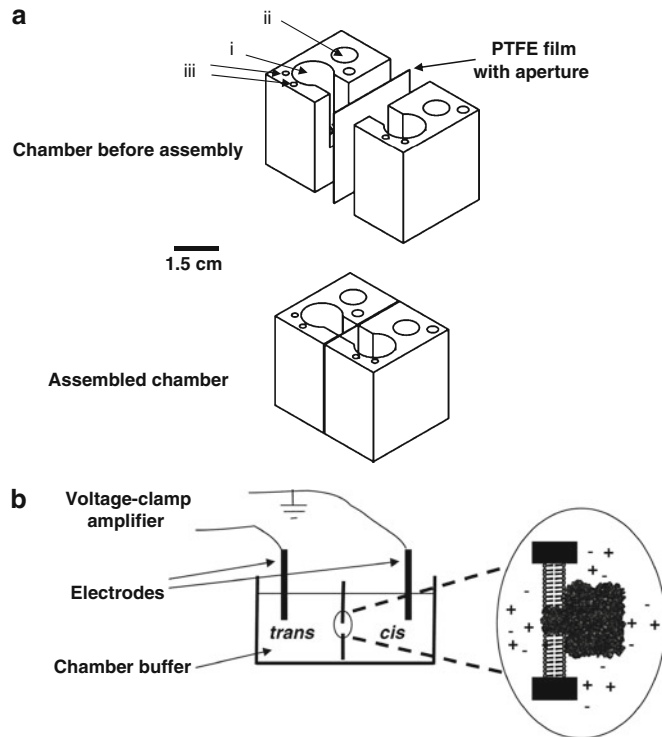 a
ii
i
iii
PTFE film
with aperture
Chamber before assembly
1.5 cm
Assembled chamber
b
Voltage-clamp
amplifier
Electrodes
trans
cis
Chamber buffer